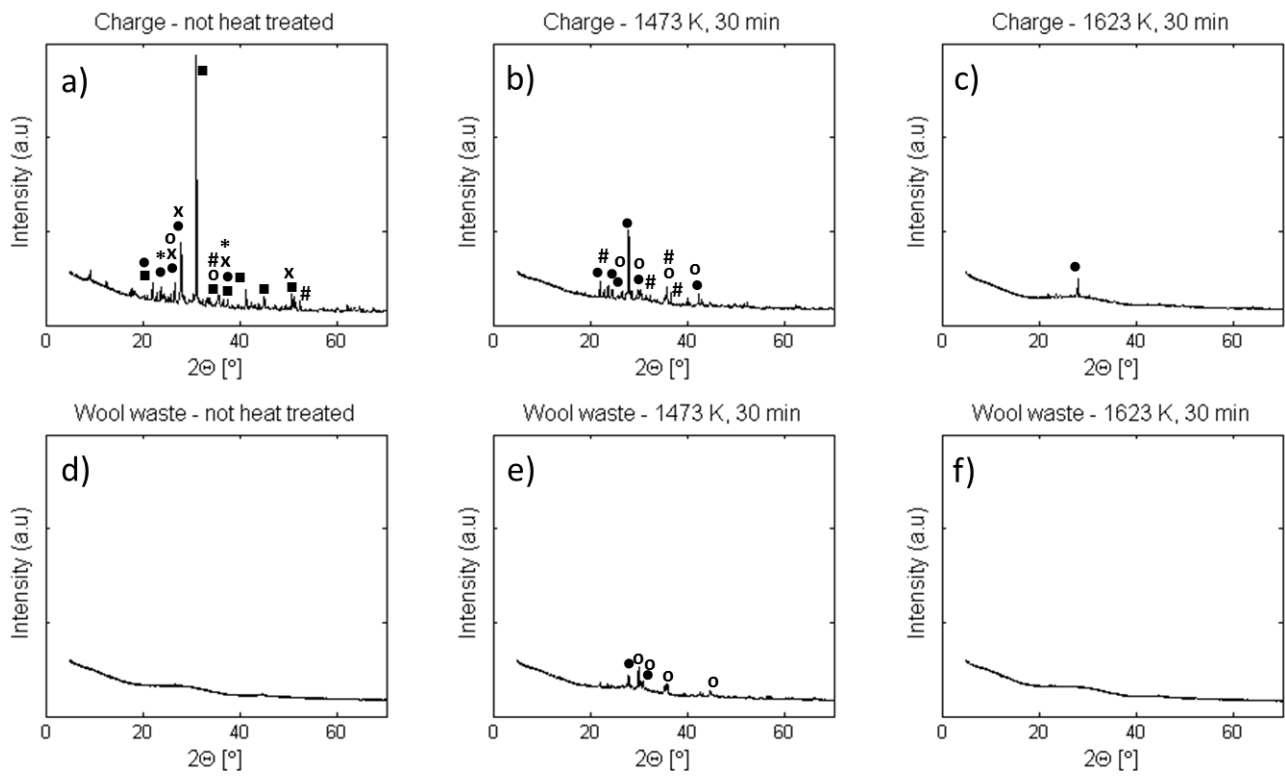 Charge - not heat treated
Charge - 1473 K, 30 min
Charge - 1623 K, 30 min
a)
b)
c)
Intensity (a.u)
Intensity (a.u)
Intensity (a.u)
x
o
x
*
#
o
*
x
x
#
#
o
#
o
#
#
o
o
0 20 40 60
0 20 40 60
0 20 40 60
2Θ [°]
2Θ [°]
2Θ [°]
Wool waste - not heat treated
Wool waste - 1473 K, 30 min
Wool waste - 1623 K, 30 min
d)
e)
f)
Intensity (a.u)
Intensity (a.u)
Intensity (a.u)
o
o
o
o
0 20 40 60
0 20 40 60
0 20 40 60
2Θ [°]
2Θ [°]
2Θ [°]